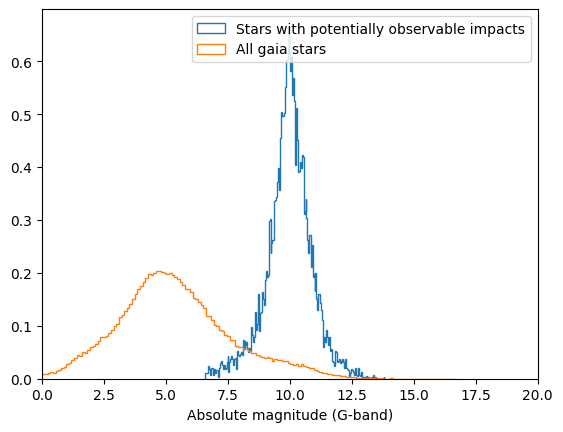 Stars with potentially observable impacts
All gaia stars
0.6
0.5
0.4
0.3
0.2
0.1
0.0
0.0 2.5 5.0 7.5 10.0 12.5 15.0 17.5 20.0
Absolute magnitude (G-band)